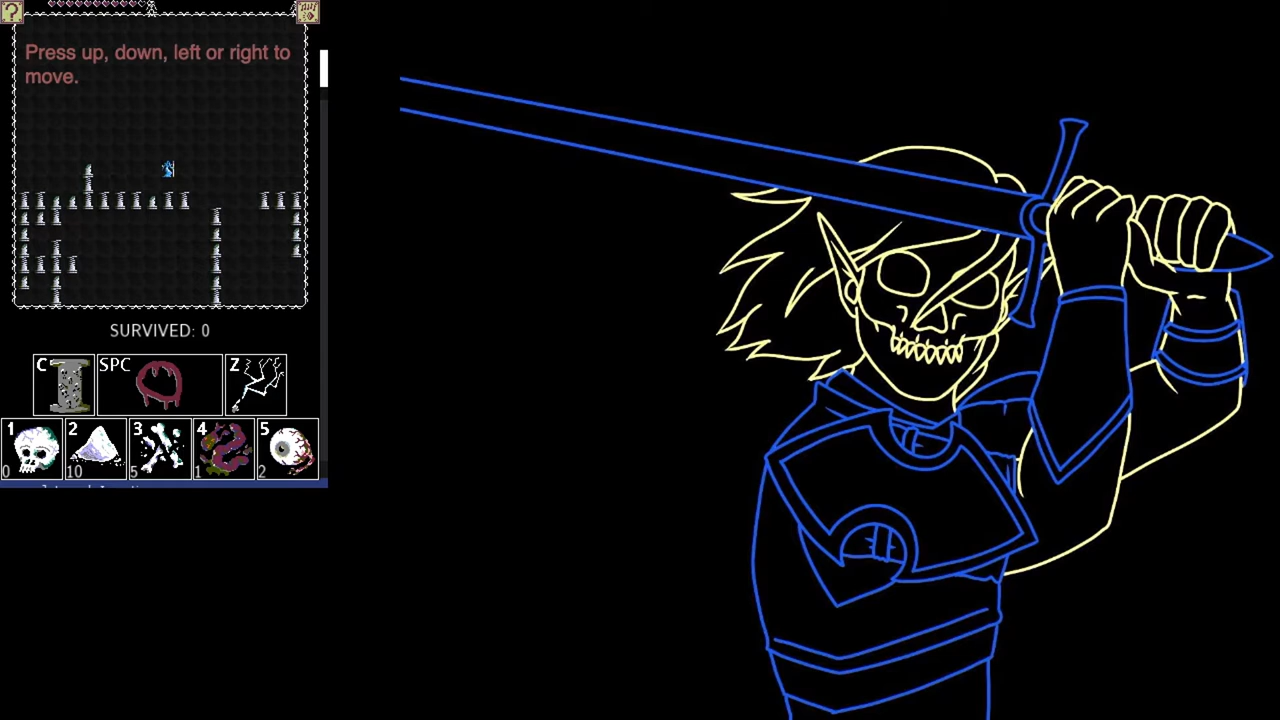 ?
Press up, down, left or right to
move.
SURVIVED: 0
C SPC Z
1 2 3 4 5
0 10 5 1 2